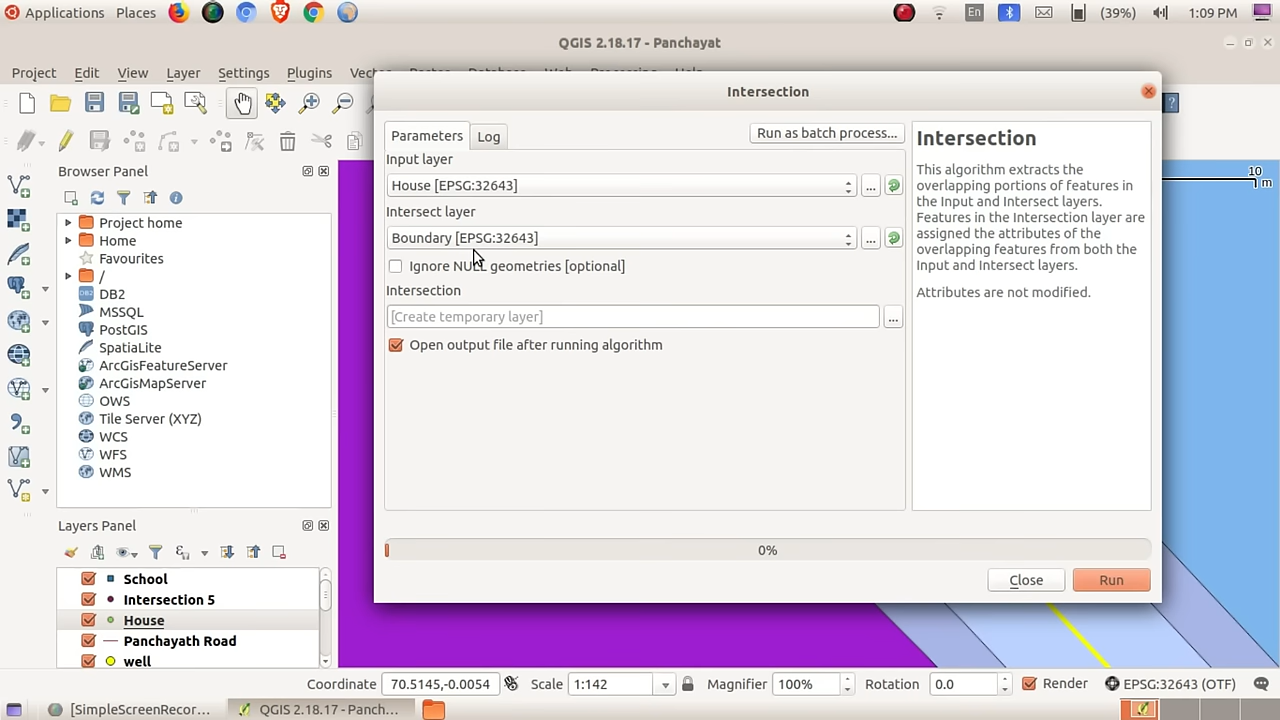 Applications Places En (39%) 1:09 PM
QGIS 2.18.17 - Panchayat
Project Edit View Layer Settings Plugins
Intersection
Parameters Log Run as batch process...
Input layer
House [EPSG:32643] ...
Intersect layer
Boundary [EPSG:32643] ...
Ignore NULL geometries [optional]
Intersection
[Create temporary layer] ...
Open output file after running algorithm
Intersection
This algorithm extracts the
overlapping portions of features in
the Input and Intersect layers.
Features in the Intersection layer are
assigned the attributes of the
overlapping features from both the
Input and Intersect layers.
Attributes are not modified.
0%
Close Run
10
m
Browser Panel
Project home
Home
Favourites
/
DB2
MSSQL
PostGIS
SpatiaLite
ArcGisFeatureServer
ArcGisMapServer
OWS
Tile Server (XYZ)
WCS
WFS
WMS
Layers Panel
School
Intersection 5
House
Panchayath Road
well
Coordinate 70.5145,-0.0054 Scale 1:142 Magnifier 100% Rotation 0.0 Render EPSG:32643 (OTF)
[SimpleScreenRecor... QGIS 2.18.17 - Panch...